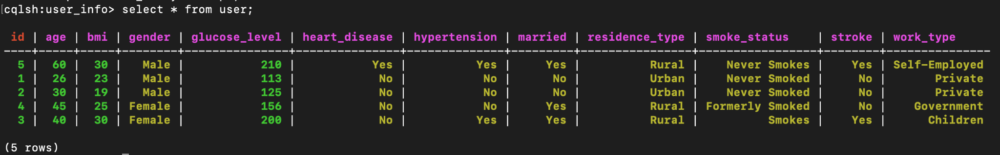 [cqlsh:user_info> select * from user;
id | age | bmi | gender | glucose_level | heart_disease | hypertension | married | residence_type | smoke_status | stroke | work_type
----+-----+-----+--------+---------------+---------------+--------------+---------+----------------+-----------------+--------+---------------
5 | 60 | 30 | Male | 210 | Yes | Yes | Yes | Rural | Never Smokes | Yes | Self-Employed
1 | 26 | 23 | Male | 113 | No | No | No | Urban | Never Smoked | No | Private
2 | 30 | 19 | Male | 125 | No | No | No | Urban | Never Smoked | No | Private
4 | 45 | 25 | Female | 156 | No | No | Yes | Rural | Formerly Smoked | No | Government
3 | 40 | 30 | Female | 200 | No | Yes | Yes | Rural | Smokes | Yes | Children
(5 rows)